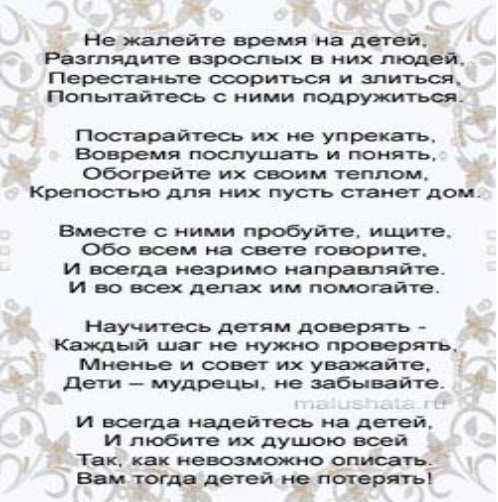 Не жалейте время на детей,
Разглядите взрослых в них людей,
Перестаньте ссориться и злиться,
Попытайтесь с ними подружиться.
Постарайтесь их не упрекать,
Вовремя послушать и понять,
Обогрейте их своим теплом,
Крепостью для них пусть станет дом.
Вместе с ними пробуйте, ищите,
Обо всем на свете говорите,
И всегда незримо направляйте.
И во всех делах им помогайте.
Научитесь детям доверять -
Каждый шаг не нужно проверять,
Мненье и совет их уважайте,
Дети – мудрецы, не забывайте.
malushata.ru
И всегда надейтесь на детей,
И любите их душою всей
Так, как невозможно описать.
Вам тогда детей не потерять!